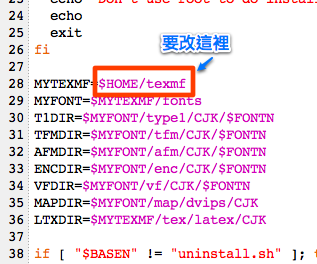 23 echo "Don't use root to do instal
24 echo
25 exit
26 fi
要改這裡
27
28 MYTEXMF=$HOME/texmf
29 MYFONT=$MYTEXMF/fonts
30 T1DIR=$MYFONT/type1/CJK/$FONTN
31 TFMDIR=$MYFONT/tfm/CJK/$FONTN
32 AFMDIR=$MYFONT/afm/CJK/$FONTN
33 ENCDIR=$MYFONT/enc/CJK/$FONTN
34 VFDIR=$MYFONT/vf/CJK/$FONTN
35 MAPDIR=$MYFONT/map/dvips/CJK
36 LTXDIR=$MYTEXMF/tex/latex/CJK
37
38 if [ "$BASEN" != "uninstall.sh" ]; t